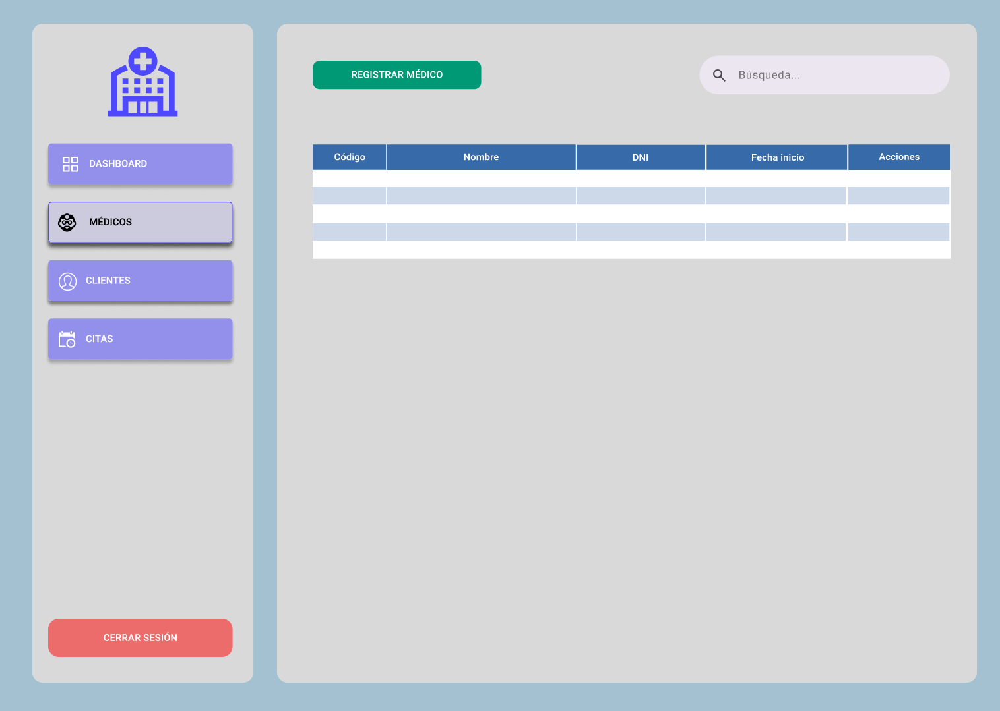 DASHBOARD
MÉDICOS
CLIENTES
CITAS
CERRAR SESIÓN
REGISTRAR MÉDICO
Búsqueda...
Código Nombre DNI Fecha inicio Acciones